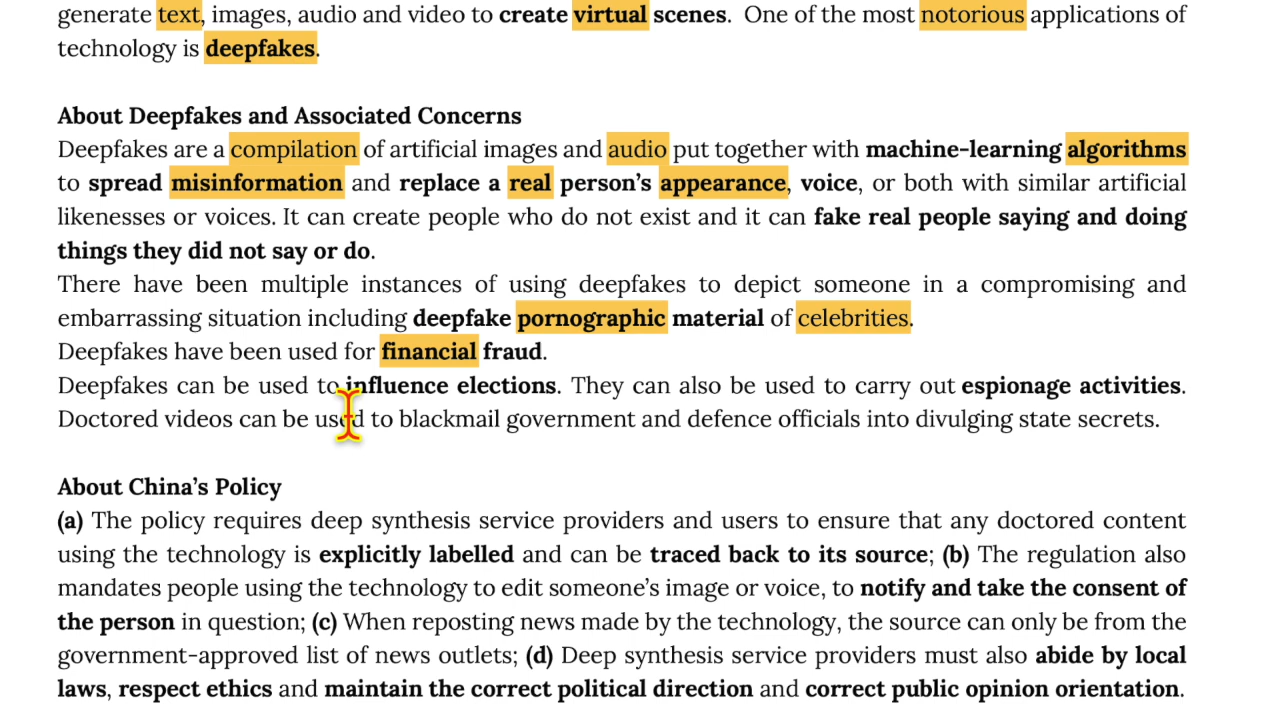 generate text, images, audio and video to create virtual scenes. One of the most notorious applications of
technology is deepfakes.
About Deepfakes and Associated Concerns
Deepfakes are a compilation of artificial images and audio put together with machine-learning algorithms
to spread misinformation and replace a real person’s appearance, voice, or both with similar artificial
likenesses or voices. It can create people who do not exist and it can fake real people saying and doing
things they did not say or do.
There have been multiple instances of using deepfakes to depict someone in a compromising and
embarrassing situation including deepfake pornographic material of celebrities.
Deepfakes have been used for financial fraud.
Deepfakes can be used to influence elections. They can also be used to carry out espionage activities.
Doctored videos can be used to blackmail government and defence officials into divulging state secrets.
About China’s Policy
(a) The policy requires deep synthesis service providers and users to ensure that any doctored content
using the technology is explicitly labelled and can be traced back to its source; (b) The regulation also
mandates people using the technology to edit someone’s image or voice, to notify and take the consent of
the person in question; (c) When reposting news made by the technology, the source can only be from the
government-approved list of news outlets; (d) Deep synthesis service providers must also abide by local
laws, respect ethics and maintain the correct political direction and correct public opinion orientation.